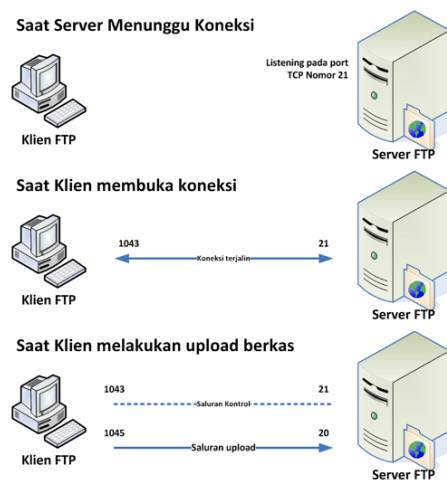 Saat Server Menunggu Koneksi
Listening pada port
TCP Nomor 21
Klien FTP
Server FTP
Saat Klien membuka koneksi
1043
21
Koneksi terjalin
Klien FTP
Server FTP
Saat Klien melakukan upload berkas
1043
21
Saluran Kontrol
1045
20
Saluran upload
Klien FTP
Server FTP